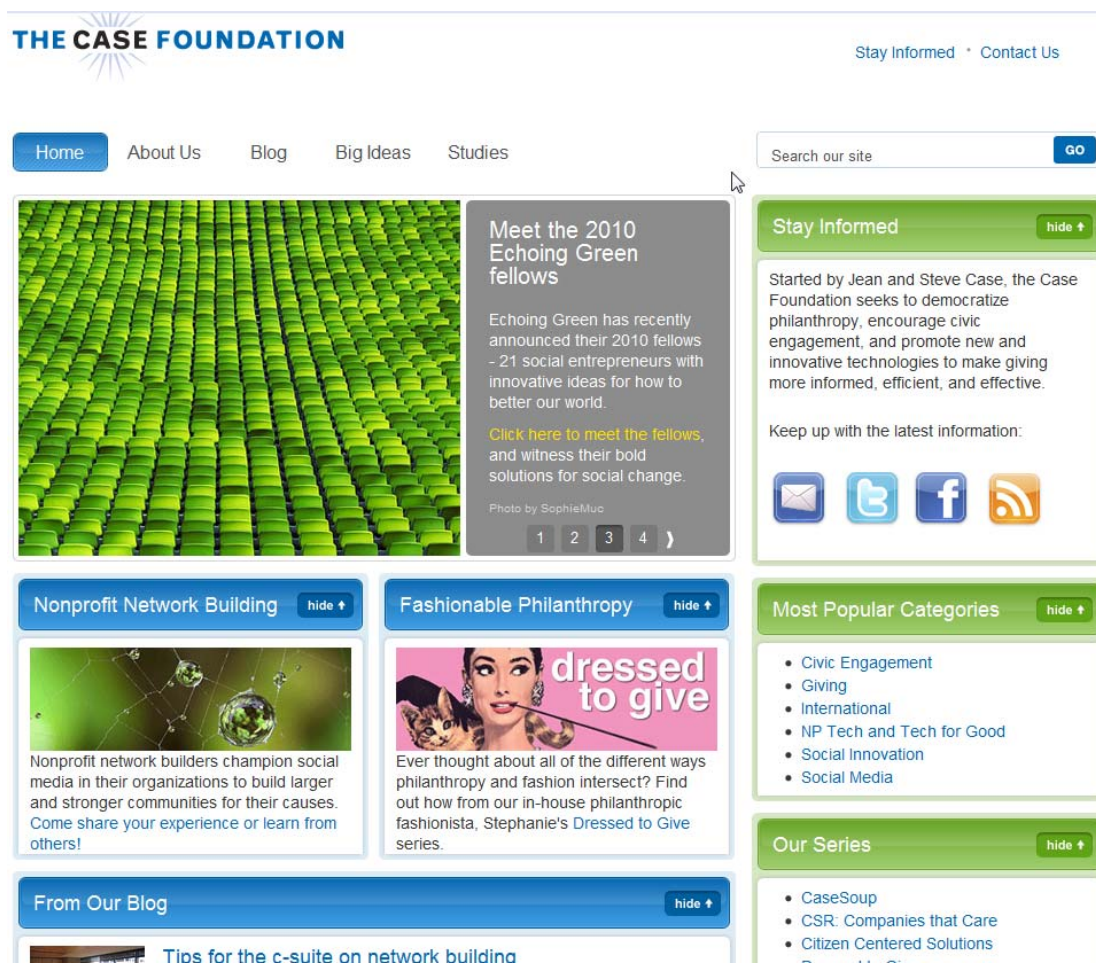 THE CASE FOUNDATION
Stay Informed • Contact Us
Home About Us Blog Big Ideas Studies
Search our site GO
Meet the 2010
Echoing Green
fellows
Echoing Green has recently
announced their 2010 fellows
- 21 social entrepreneurs with
innovative ideas for how to
better our world.
Click here to meet the fellows,
and witness their bold
solutions for social change.
Photo by SophieMuc
1 2 3 4 ❫
Stay Informed hide ↑
Started by Jean and Steve Case, the Case
Foundation seeks to democratize
philanthropy, encourage civic
engagement, and promote new and
innovative technologies to make giving
more informed, efficient, and effective.
Keep up with the latest information:
Nonprofit Network Building hide ↑
Nonprofit network builders champion social
media in their organizations to build larger
and stronger communities for their causes.
Come share your experience or learn from
others!
Fashionable Philanthropy hide ↑
dressed
to give
Ever thought about all of the different ways
philanthropy and fashion intersect? Find
out how from our in-house philanthropic
fashionista, Stephanie's Dressed to Give
series.
Most Popular Categories hide ↑
• Civic Engagement
• Giving
• International
• NP Tech and Tech for Good
• Social Innovation
• Social Media
From Our Blog hide ↑
Tips for the c-suite on network building
Our Series hide ↑
• CaseSoup
• CSR: Companies that Care
• Citizen Centered Solutions